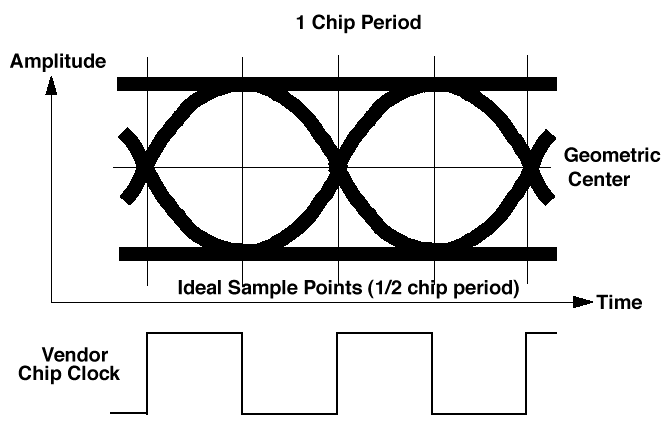 1 Chip Period
Amplitude
Geometric
Center
Ideal Sample Points (1/2 chip period)
Time
Vendor
Chip Clock